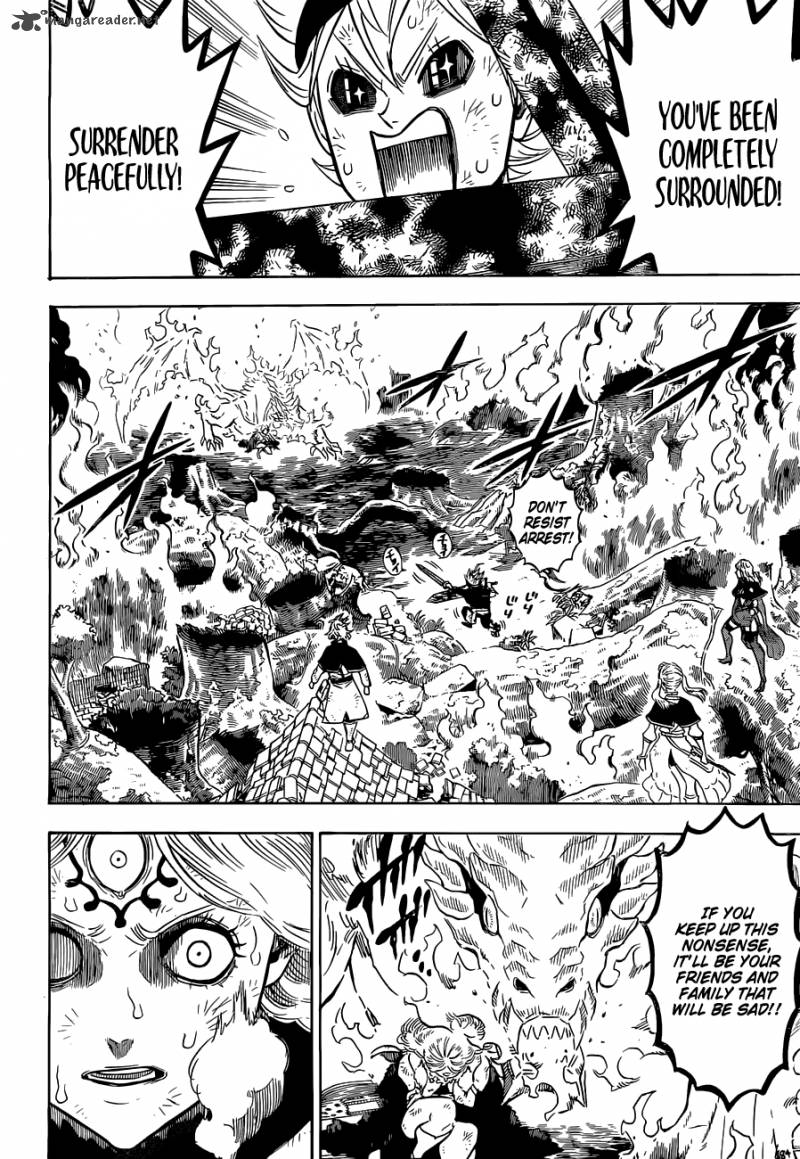 mangareader.net
YOU'VE BEEN
COMPLETELY
SURROUNDED!
SURRENDER
PEACEFULLY!
DON'T
RESIST
ARREST!
IF YOU
KEEP UP THIS
NONSENSE,
IT'LL BE YOUR
FRIENDS AND
FAMILY THAT
WILL BE SAD!!